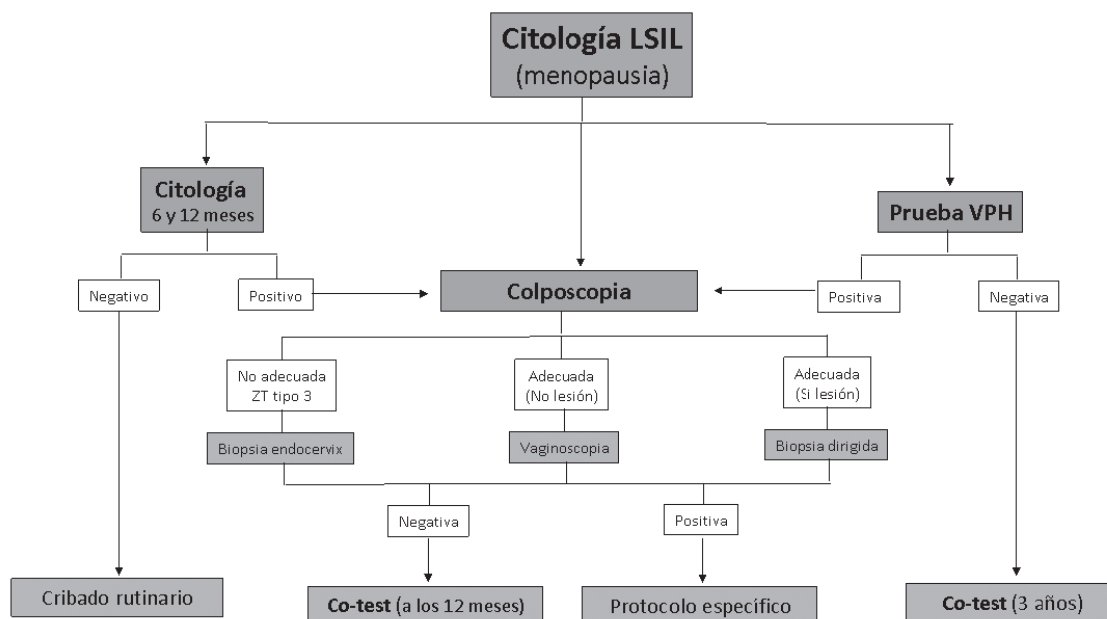 Citología LSIL
(menopausia)
Citología
6 y 12 meses
Prueba VPH
Negativo
Positivo
Colposcopia
Positiva
Negativa
No adecuada
ZT tipo 3
Adecuada
(No lesión)
Adecuada
(Si lesión)
Biopsia endocervix
Vaginoscopia
Biopsia dirigida
Negativa
Positiva
Cribado rutinario
Co-test (a los 12 meses)
Protocolo específico
Co-test (3 años)